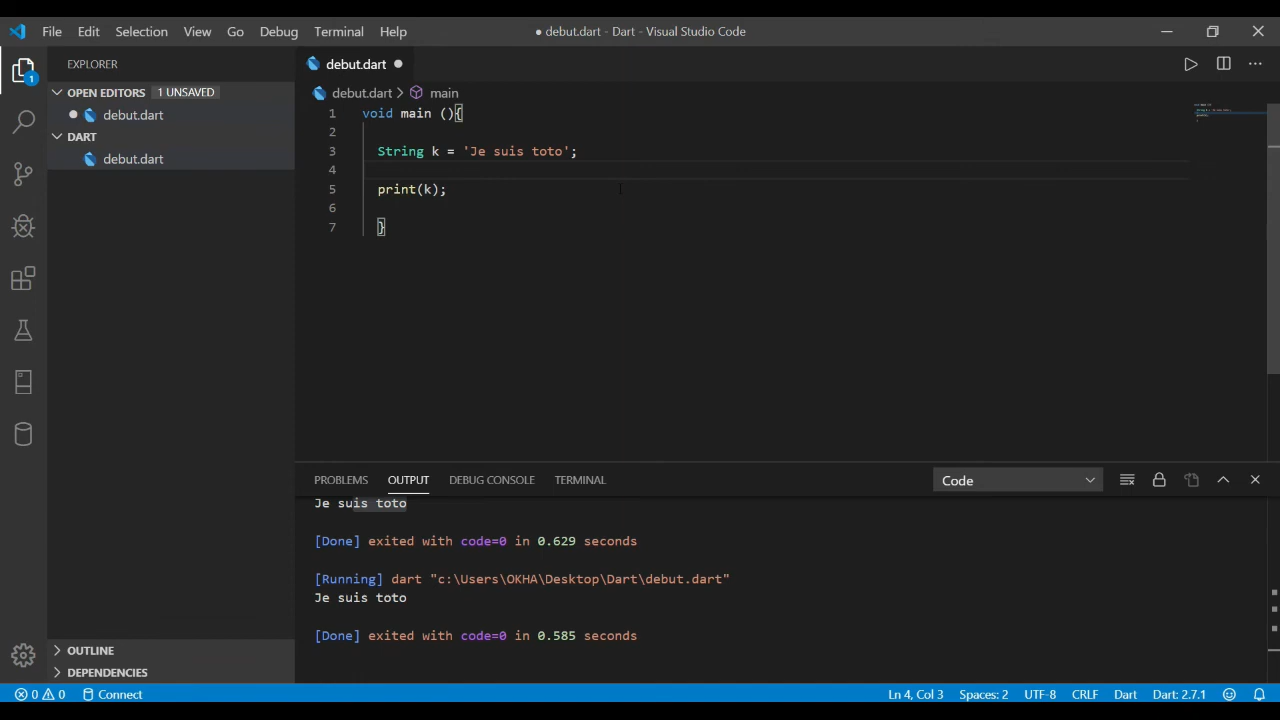 File Edit Selection View Go Debug Terminal Help
● debut.dart - Dart - Visual Studio Code
EXPLORER
OPEN EDITORS 1 UNSAVED
debut.dart
DART
debut.dart
OUTLINE
DEPENDENCIES
1
debut.dart
debut.dart > main
1 void main (){
2
3 String k = 'Je suis toto';
4
5 print(k);
6
7 }
PROBLEMS OUTPUT DEBUG CONSOLE TERMINAL
Code
Je suis toto
[Done] exited with code=0 in 0.629 seconds
[Running] dart "c:\Users\OKHA\Desktop\Dart\debut.dart"
Je suis toto
[Done] exited with code=0 in 0.585 seconds
0 0 Connect
Ln 4, Col 3 Spaces: 2 UTF-8 CRLF Dart Dart: 2.7.1